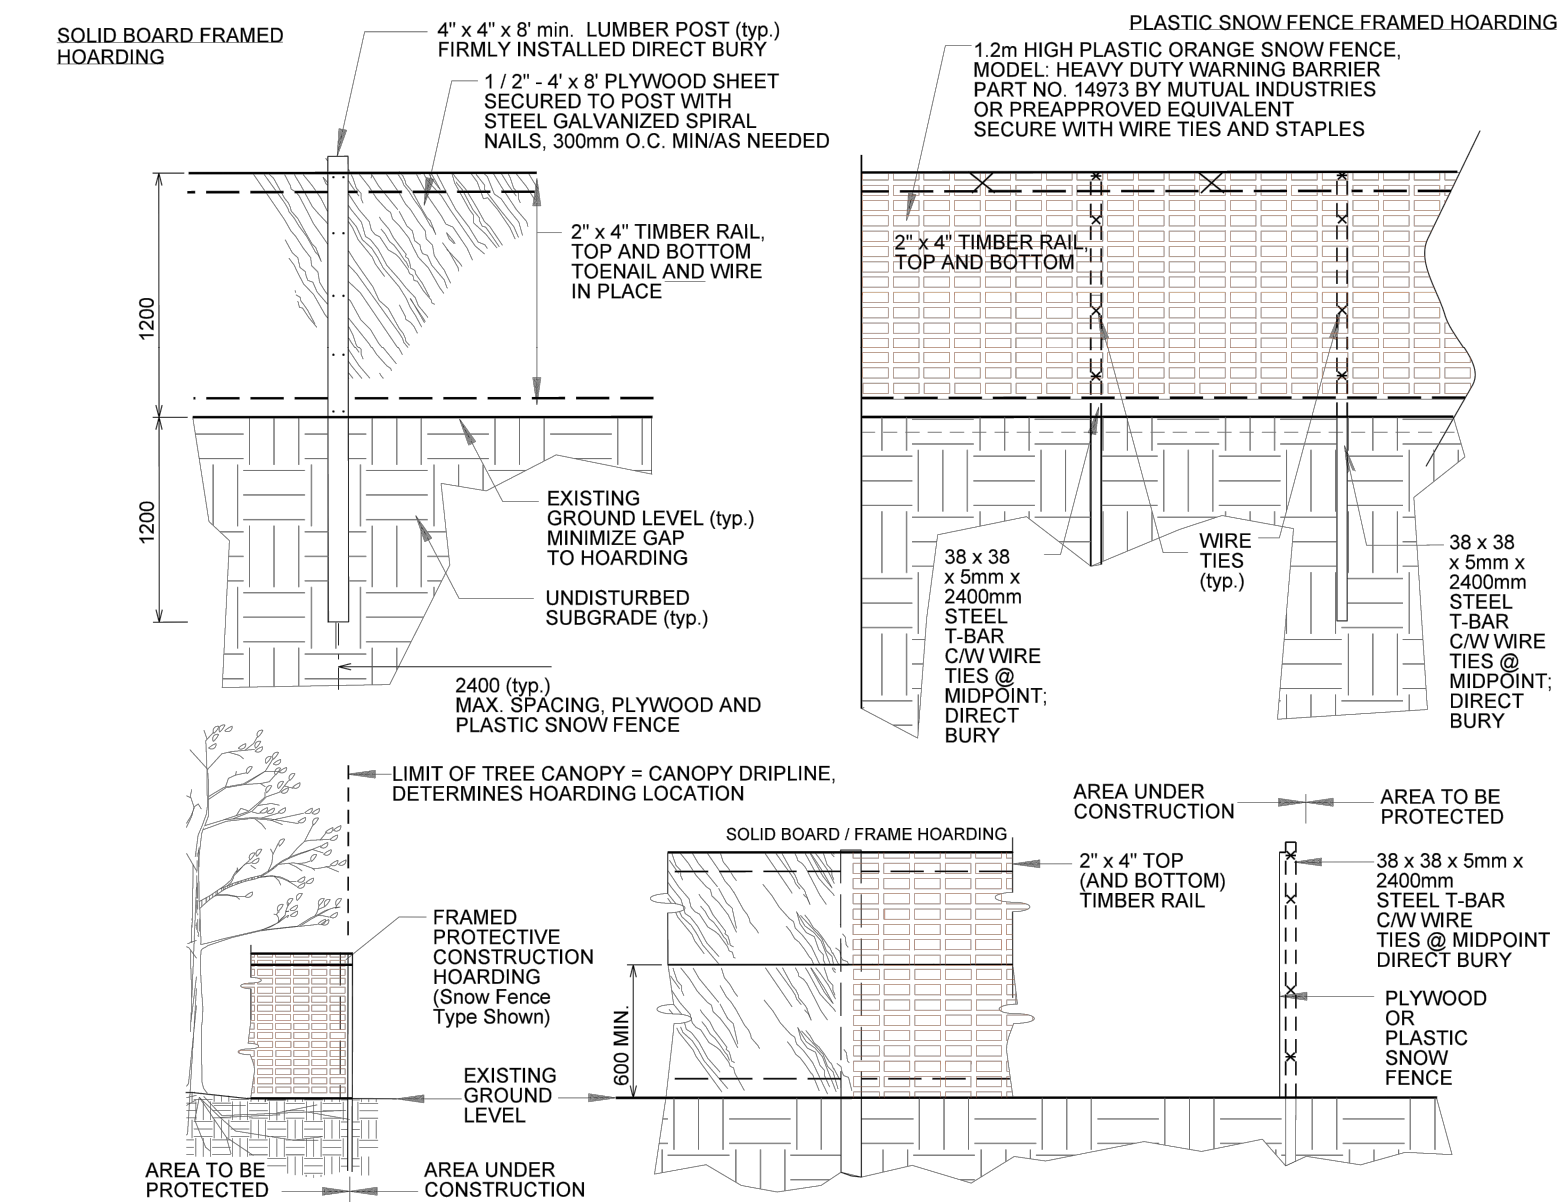 SOLID BOARD FRAMED
HOARDING
4" x 4" x 8' min. LUMBER POST (typ.)
FIRMLY INSTALLED DIRECT BURY
1 / 2" - 4' x 8' PLYWOOD SHEET
SECURED TO POST WITH
STEEL GALVANIZED SPIRAL
NAILS, 300mm O.C. MIN/AS NEEDED
2" x 4" TIMBER RAIL,
TOP AND BOTTOM
TOENAIL AND WIRE
IN PLACE
1200
1200
EXISTING
GROUND LEVEL (typ.)
MINIMIZE GAP
TO HOARDING
UNDISTURBED
SUBGRADE (typ.)
2400 (typ.)
MAX. SPACING, PLYWOOD AND
PLASTIC SNOW FENCE
PLASTIC SNOW FENCE FRAMED HOARDING
1.2m HIGH PLASTIC ORANGE SNOW FENCE,
MODEL: HEAVY DUTY WARNING BARRIER
PART NO. 14973 BY MUTUAL INDUSTRIES
OR PREAPPROVED EQUIVALENT
SECURE WITH WIRE TIES AND STAPLES
2" x 4" TIMBER RAIL,
TOP AND BOTTOM
38 x 38
x 5mm x
2400mm
STEEL
T-BAR
C/W WIRE
TIES @
MIDPOINT;
DIRECT
BURY
WIRE
TIES
(typ.)
38 x 38
x 5mm x
2400mm
STEEL
T-BAR
C/W WIRE
TIES @
MIDPOINT;
DIRECT
BURY
LIMIT OF TREE CANOPY = CANOPY DRIPLINE,
DETERMINES HOARDING LOCATION
FRAMED
PROTECTIVE
CONSTRUCTION
HOARDING
(Snow Fence
Type Shown)
EXISTING
GROUND
LEVEL
AREA TO BE
PROTECTED
AREA UNDER
CONSTRUCTION
SOLID BOARD / FRAME HOARDING
600 MIN.
2" x 4" TOP
(AND BOTTOM)
TIMBER RAIL
AREA UNDER
CONSTRUCTION
AREA TO BE
PROTECTED
38 x 38 x 5mm x
2400mm
STEEL T-BAR
C/W WIRE
TIES @ MIDPOINT
DIRECT BURY
PLYWOOD
OR
PLASTIC
SNOW
FENCE